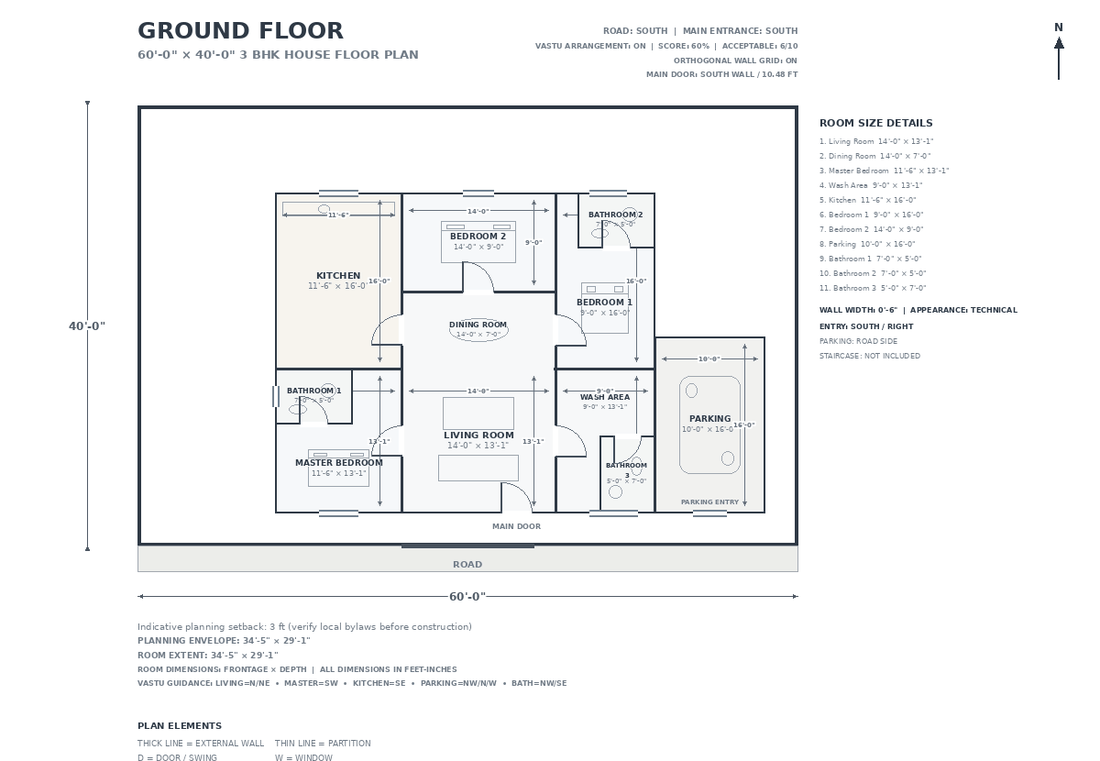 GROUND FLOOR
60'-0" × 40'-0" 3 BHK HOUSE FLOOR PLAN
ROAD: SOUTH | MAIN ENTRANCE: SOUTH
VASTU ARRANGEMENT: ON | SCORE: 60% | ACCEPTABLE: 6/10
ORTHOGONAL WALL GRID: ON
MAIN DOOR: SOUTH WALL / 10.48 FT
N
40'-0"
11'-6"
KITCHEN
11'-6" × 16'-0"
16'-0"
14'-0"
BEDROOM 2
14'-0" × 9'-0"
9'-0"
BATHROOM 2
7'-0" × 5'-0"
16'-0"
BEDROOM 1
9'-0" × 16'-0"
DINING ROOM
14'-0" × 7'-0"
BATHROOM 1
7'-0" × 5'-0"
13'-1"
MASTER BEDROOM
11'-6" × 13'-1"
14'-0"
LIVING ROOM
14'-0" × 13'-1"
13'-1"
9'-0"
WASH AREA
9'-0" × 13'-1"
BATHROOM
3
5'-0" × 7'-0"
10'-0"
PARKING
10'-0" × 16'-0"
16'-0"
PARKING ENTRY
MAIN DOOR
ROAD
60'-0"
ROOM SIZE DETAILS
1. Living Room 14'-0" × 13'-1"
2. Dining Room 14'-0" × 7'-0"
3. Master Bedroom 11'-6" × 13'-1"
4. Wash Area 9'-0" × 13'-1"
5. Kitchen 11'-6" × 16'-0"
6. Bedroom 1 9'-0" × 16'-0"
7. Bedroom 2 14'-0" × 9'-0"
8. Parking 10'-0" × 16'-0"
9. Bathroom 1 7'-0" × 5'-0"
10. Bathroom 2 7'-0" × 5'-0"
11. Bathroom 3 5'-0" × 7'-0"
WALL WIDTH: 0'-6" | APPEARANCE: TECHNICAL
ENTRY: SOUTH / RIGHT
PARKING: ROAD SIDE
STAIRCASE: NOT INCLUDED
Indicative planning setback: 3 ft (verify local bylaws before construction)
PLANNING ENVELOPE: 34'-5" × 29'-1"
ROOM EXTENT: 34'-5" × 29'-1"
ROOM DIMENSIONS: FRONTAGE × DEPTH | ALL DIMENSIONS IN FEET-INCHES
VASTU GUIDANCE: LIVING=N/NE • MASTER=SW • KITCHEN=SE • PARKING=NW/N/W • BATH=NW/SE
PLAN ELEMENTS
THICK LINE = EXTERNAL WALL THIN LINE = PARTITION
D = DOOR / SWING W = WINDOW